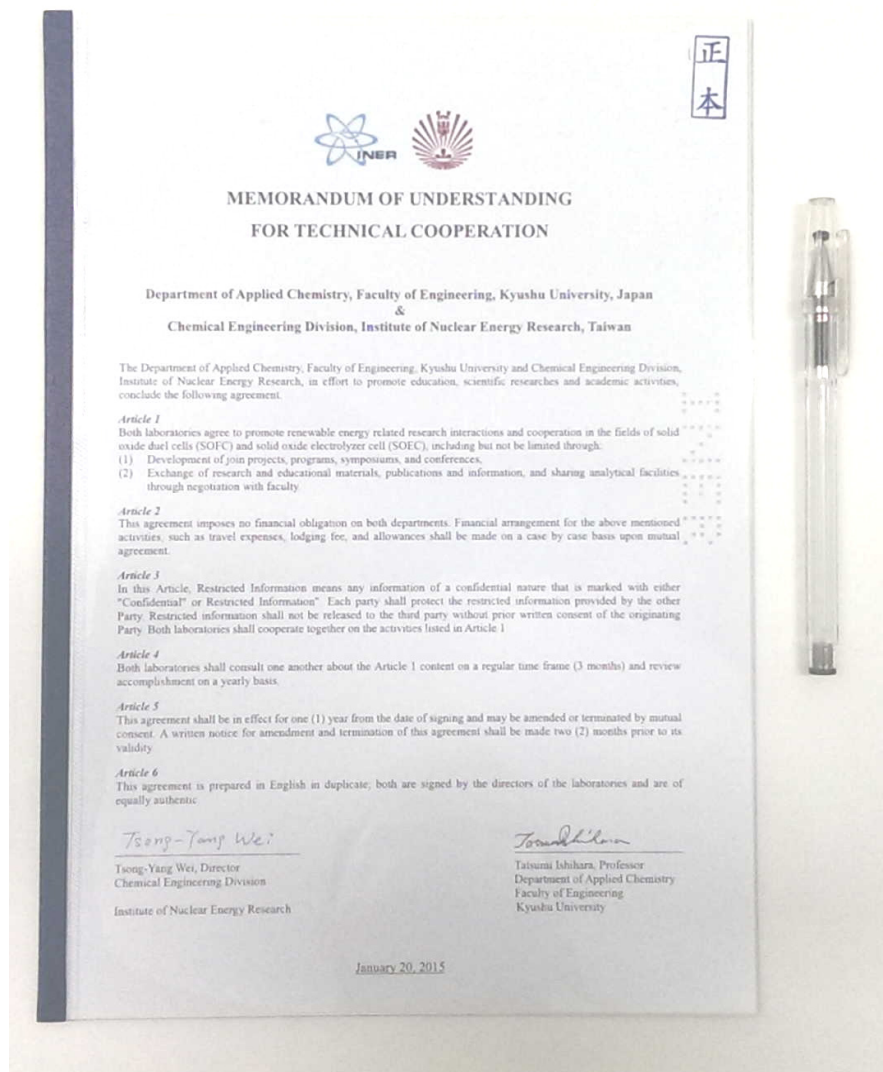 正
本
INER
MEMORANDUM OF UNDERSTANDING
FOR TECHNICAL COOPERATION
Department of Applied Chemistry, Faculty of Engineering, Kyushu University, Japan
&
Chemical Engineering Division, Institute of Nuclear Energy Research, Taiwan
The Department of Applied Chemistry, Faculty of Engineering, Kyushu University and Chemical Engineering Division,
Institute of Nuclear Energy Research, in effort to promote education, scientific researches and academic activities,
conclude the following agreement.
Article 1
Both laboratories agree to promote renewable energy related research interactions and cooperation in the fields of solid
oxide duel cells (SOFC) and solid oxide electrolyzer cell (SOEC), including but not be limited through:
(1) Development of join projects, programs, symposiums, and conferences,
(2) Exchange of research and educational materials, publications and information, and sharing analytical facilities
through negotiation with faculty.
Article 2
This agreement imposes no financial obligation on both departments. Financial arrangement for the above mentioned
activities, such as travel expenses, lodging fee, and allowances shall be made on a case by case basis upon mutual
agreement.
Article 3
In this Article, Restricted Information means any information of a confidential nature that is marked with either
"Confidential" or Restricted Information". Each party shall protect the restricted information provided by the other
Party. Restricted information shall not be released to the third party without prior written consent of the originating
Party. Both laboratories shall cooperate together on the activities listed in Article 1
Article 4
Both laboratories shall consult one another about the Article 1 content on a regular time frame (3 months) and review
accomplishment on a yearly basis.
Article 5
This agreement shall be in effect for one (1) year from the date of signing and may be amended or terminated by mutual
consent. A written notice for amendment and termination of this agreement shall be made two (2) months prior to its
validity
Article 6
This agreement is prepared in English in duplicate; both are signed by the directors of the laboratories and are of
equally authentic
Tsong-Yang Wei
Tsong-Yang Wei, Director
Chemical Engineering Division
Institute of Nuclear Energy Research
Tatsumi Ishihara, Professor
Department of Applied Chemistry
Faculty of Engineering
Kyushu University
January 20, 2015